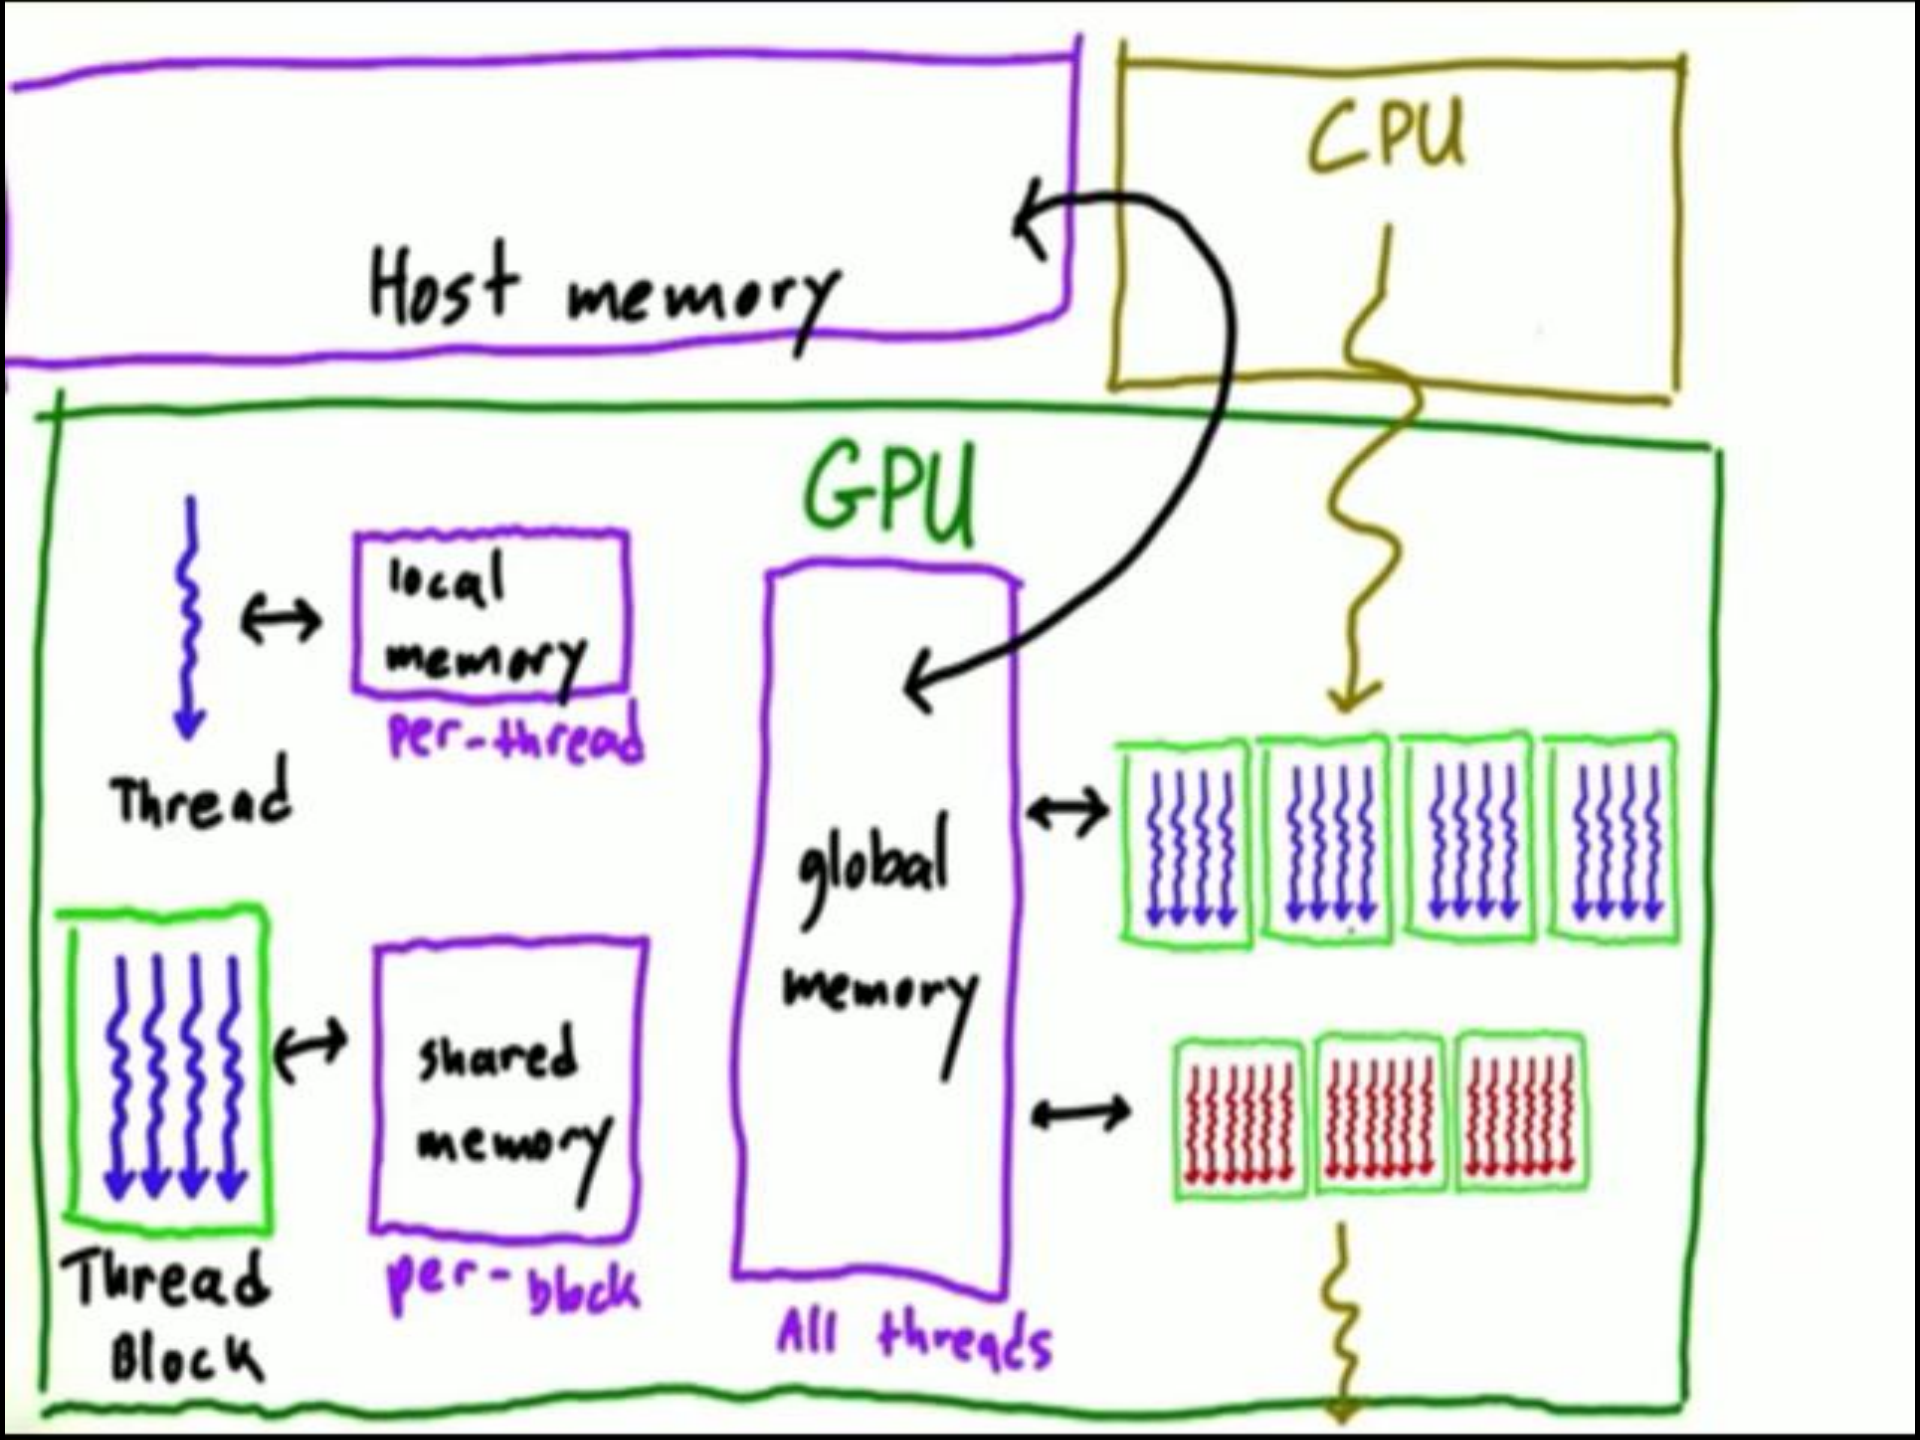 CPU
Host memory
GPU
local
memory
per-thread
Thread
global
memory
shared
memory
Thread
Block
per-block
All threads